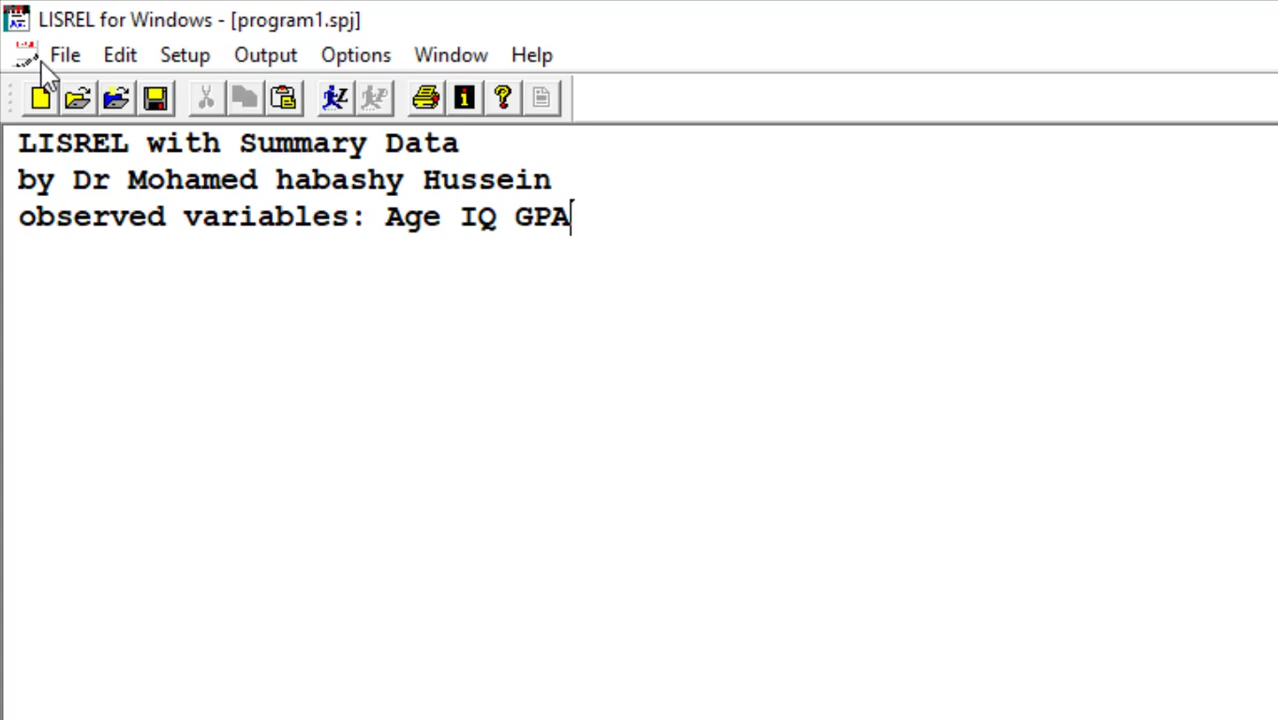 LISREL for Windows - [program1.spj]
File Edit Setup Output Options Window Help
LISREL with Summary Data
by Dr Mohamed habashy Hussein
observed variables: Age IQ GPA